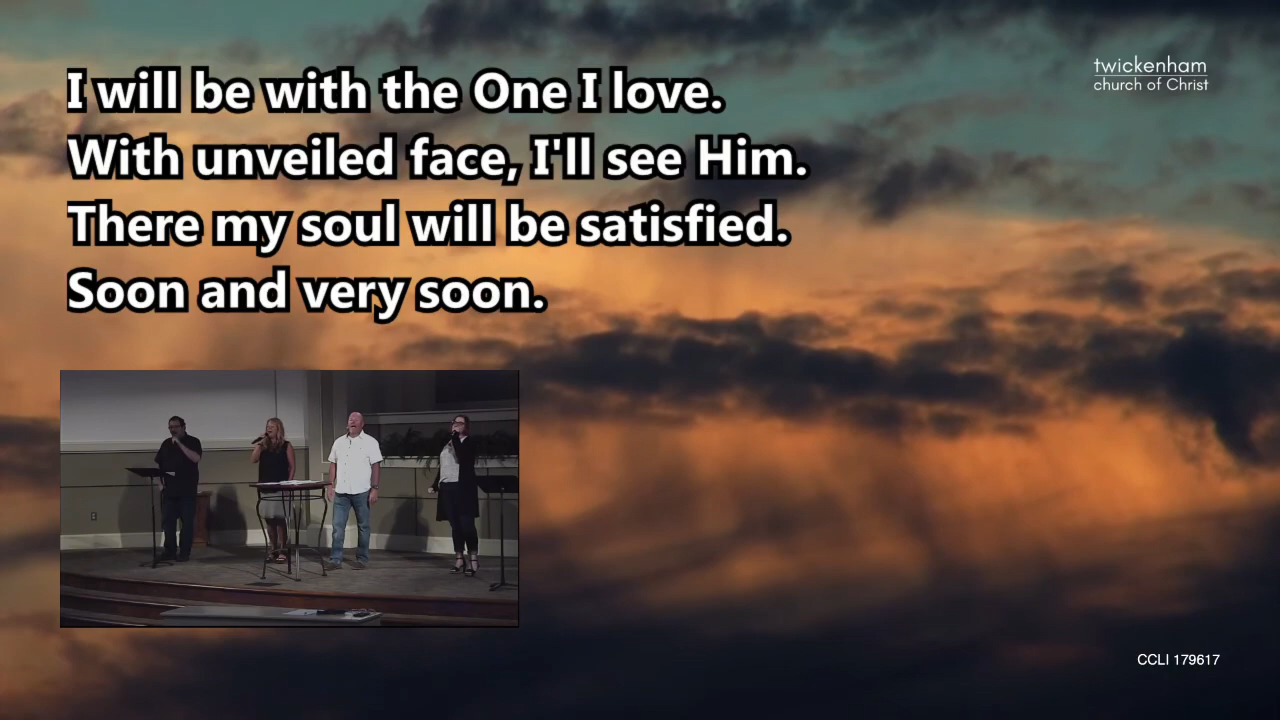 I will be with the One I love.
With unveiled face, I'll see Him.
There my soul will be satisfied.
Soon and very soon.
twickenham
church of Christ
CCLI 179617